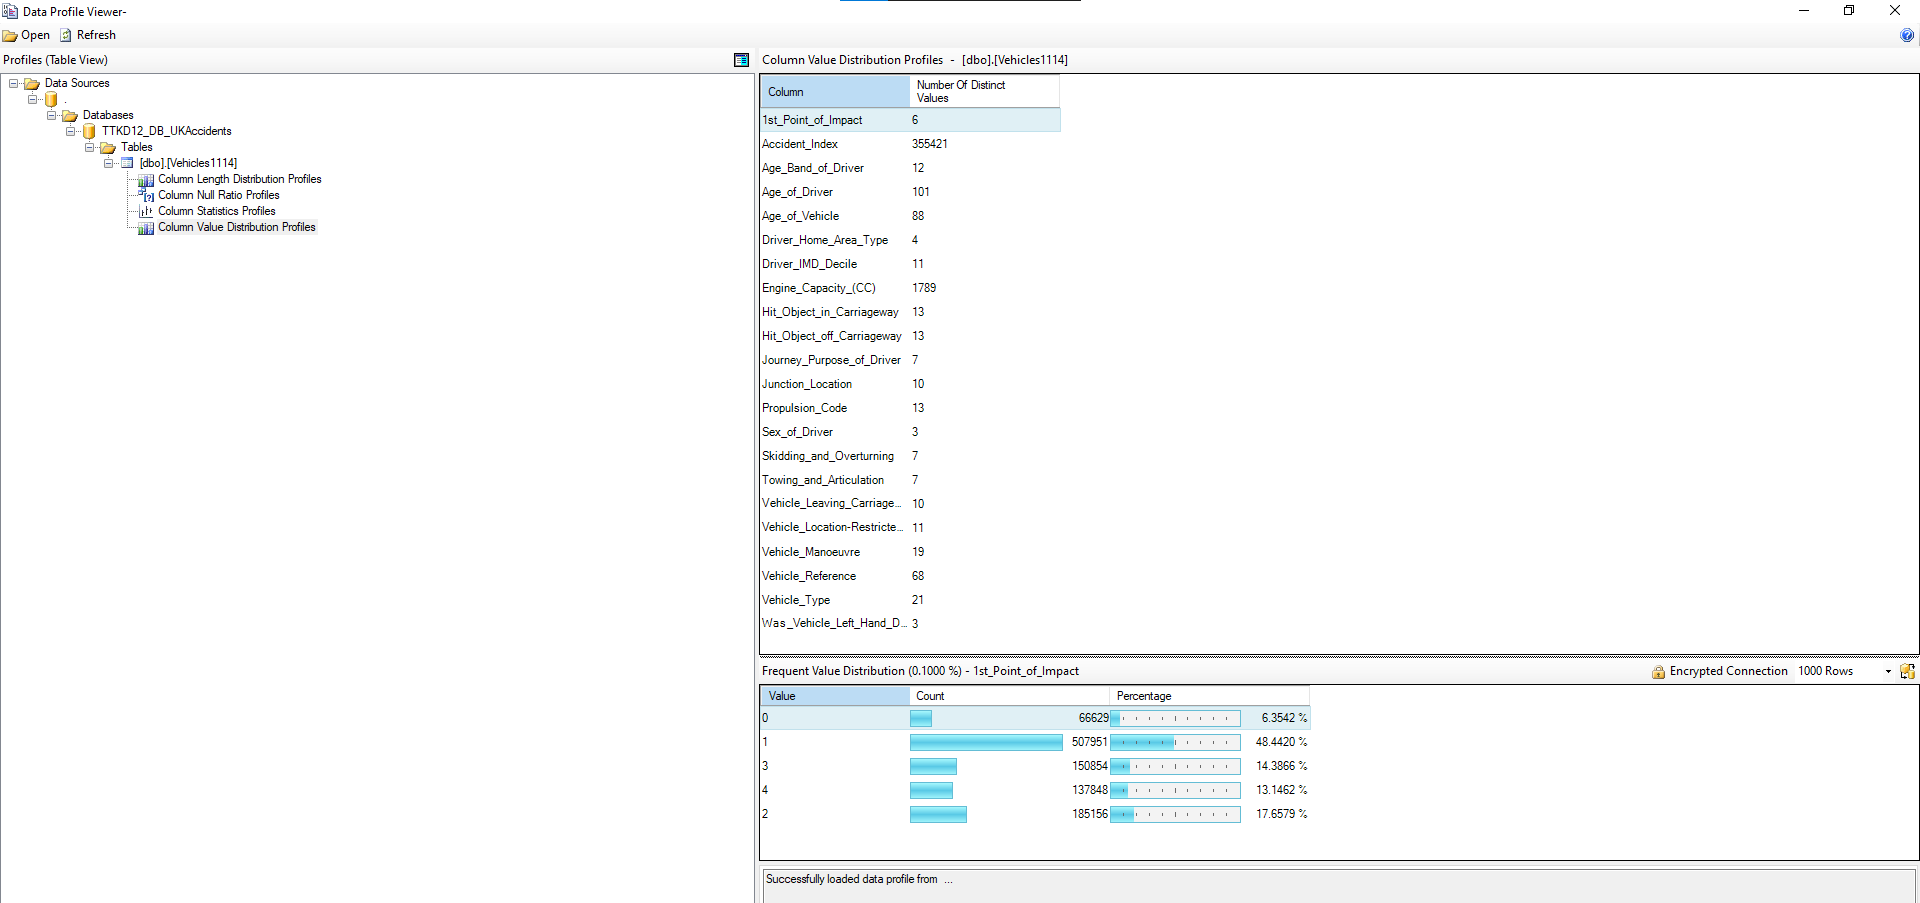 Data Profile Viewer-
Open Refresh
Profiles (Table View)
Data Sources
.
Databases
TTKD12_DB_UKAccidents
Tables
[dbo].[Vehicles1114]
Column Length Distribution Profiles
Column Null Ratio Profiles
Column Statistics Profiles
Column Value Distribution Profiles
Column Value Distribution Profiles - [dbo].[Vehicles1114]
Column Number Of Distinct Values
1st_Point_of_Impact 6
Accident_Index 355421
Age_Band_of_Driver 12
Age_of_Driver 101
Age_of_Vehicle 88
Driver_Home_Area_Type 4
Driver_IMD_Decile 11
Engine_Capacity_(CC) 1789
Hit_Object_in_Carriageway 13
Hit_Object_off_Carriageway 13
Journey_Purpose_of_Driver 7
Junction_Location 10
Propulsion_Code 13
Sex_of_Driver 3
Skidding_and_Overturning 7
Towing_and_Articulation 7
Vehicle_Leaving_Carriage... 10
Vehicle_Location-Restricte... 11
Vehicle_Manoeuvre 19
Vehicle_Reference 68
Vehicle_Type 21
Was_Vehicle_Left_Hand_D... 3
Frequent Value Distribution (0.1000 %) - 1st_Point_of_Impact Encrypted Connection 1000 Rows
Value Count Percentage
0 66629 6.3542 %
1 507951 48.4420 %
3 150854 14.3866 %
4 137848 13.1462 %
2 185156 17.6579 %
Successfully loaded data profile from ...